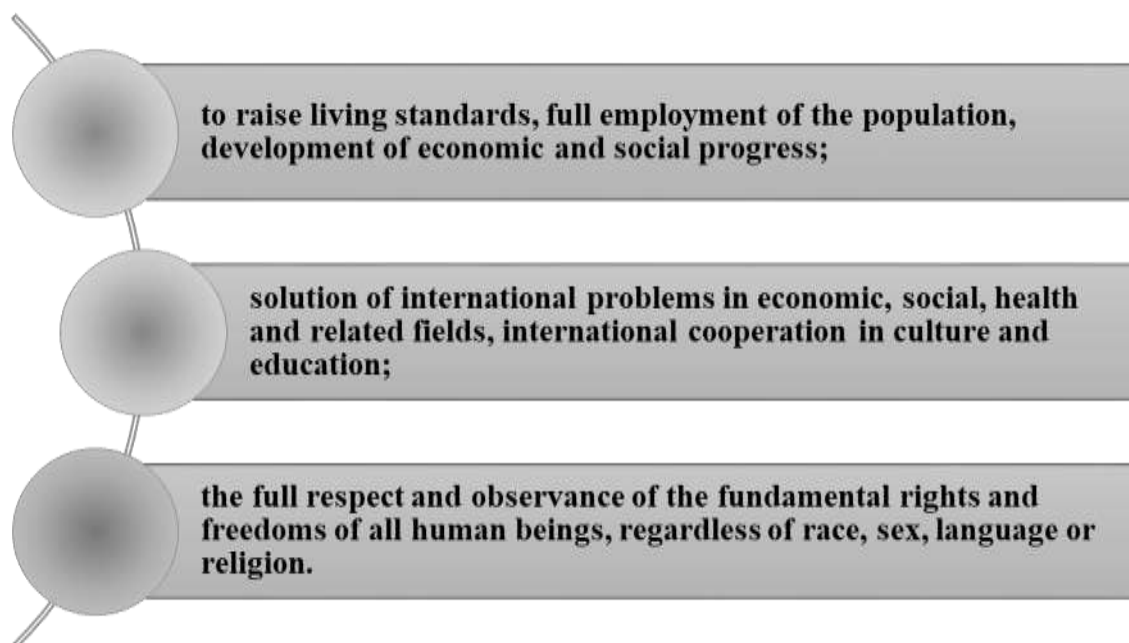 to raise living standards, full employment of the population,
development of economic and social progress;
solution of international problems in economic, social, health
and related fields, international cooperation in culture and
education;
the full respect and observance of the fundamental rights and
freedoms of all human beings, regardless of race, sex, language or
religion.